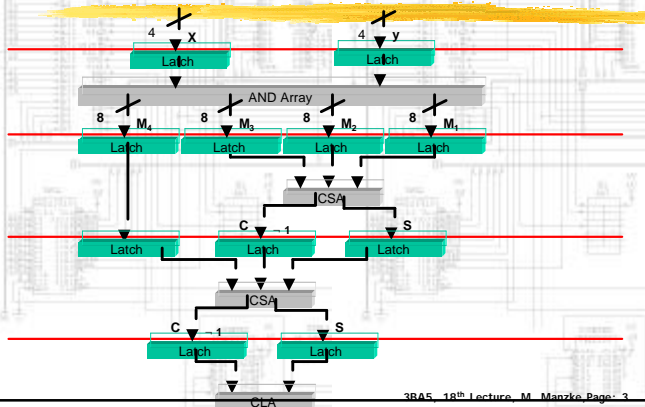 4 X 4 y
Latch Latch
AND Array
8 8 8 8
M4 M3 M2 M1
Latch Latch Latch Latch
CSA
C ¬ 1 S
Latch Latch Latch
CSA
C ¬ 1 S
Latch Latch
CLA
3BA5, 18th Lecture, M. Manzke, Page: 3